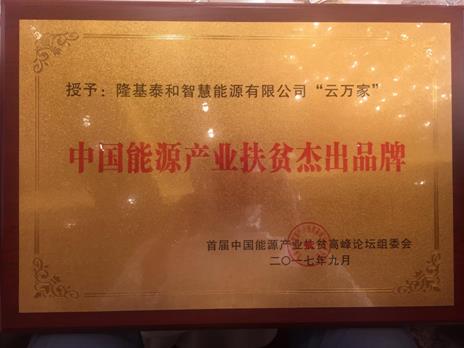 授予：隆基泰和智慧能源有限公司“云万家”
中国能源产业扶贫杰出品牌
首届中国能源产业扶贫高峰论坛组委会
二〇一七年九月